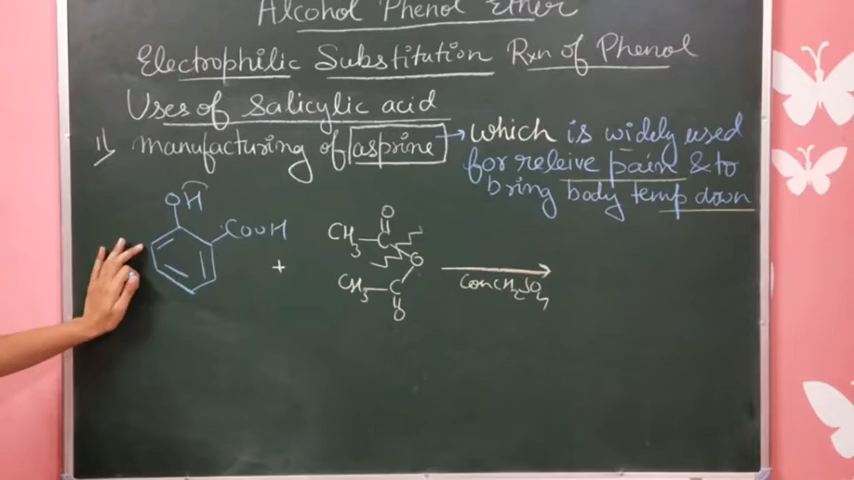 Alcohol Phenol Ether
Electrophilic Substitution Rxn of Phenol
Uses of Salicylic acid
1) manufacturing of asprine → which is widely used
for releive pain & to
bring body temp down
OH
COOH
+
O
CH3-C
O
CH3-C
O
Conc H2SO4